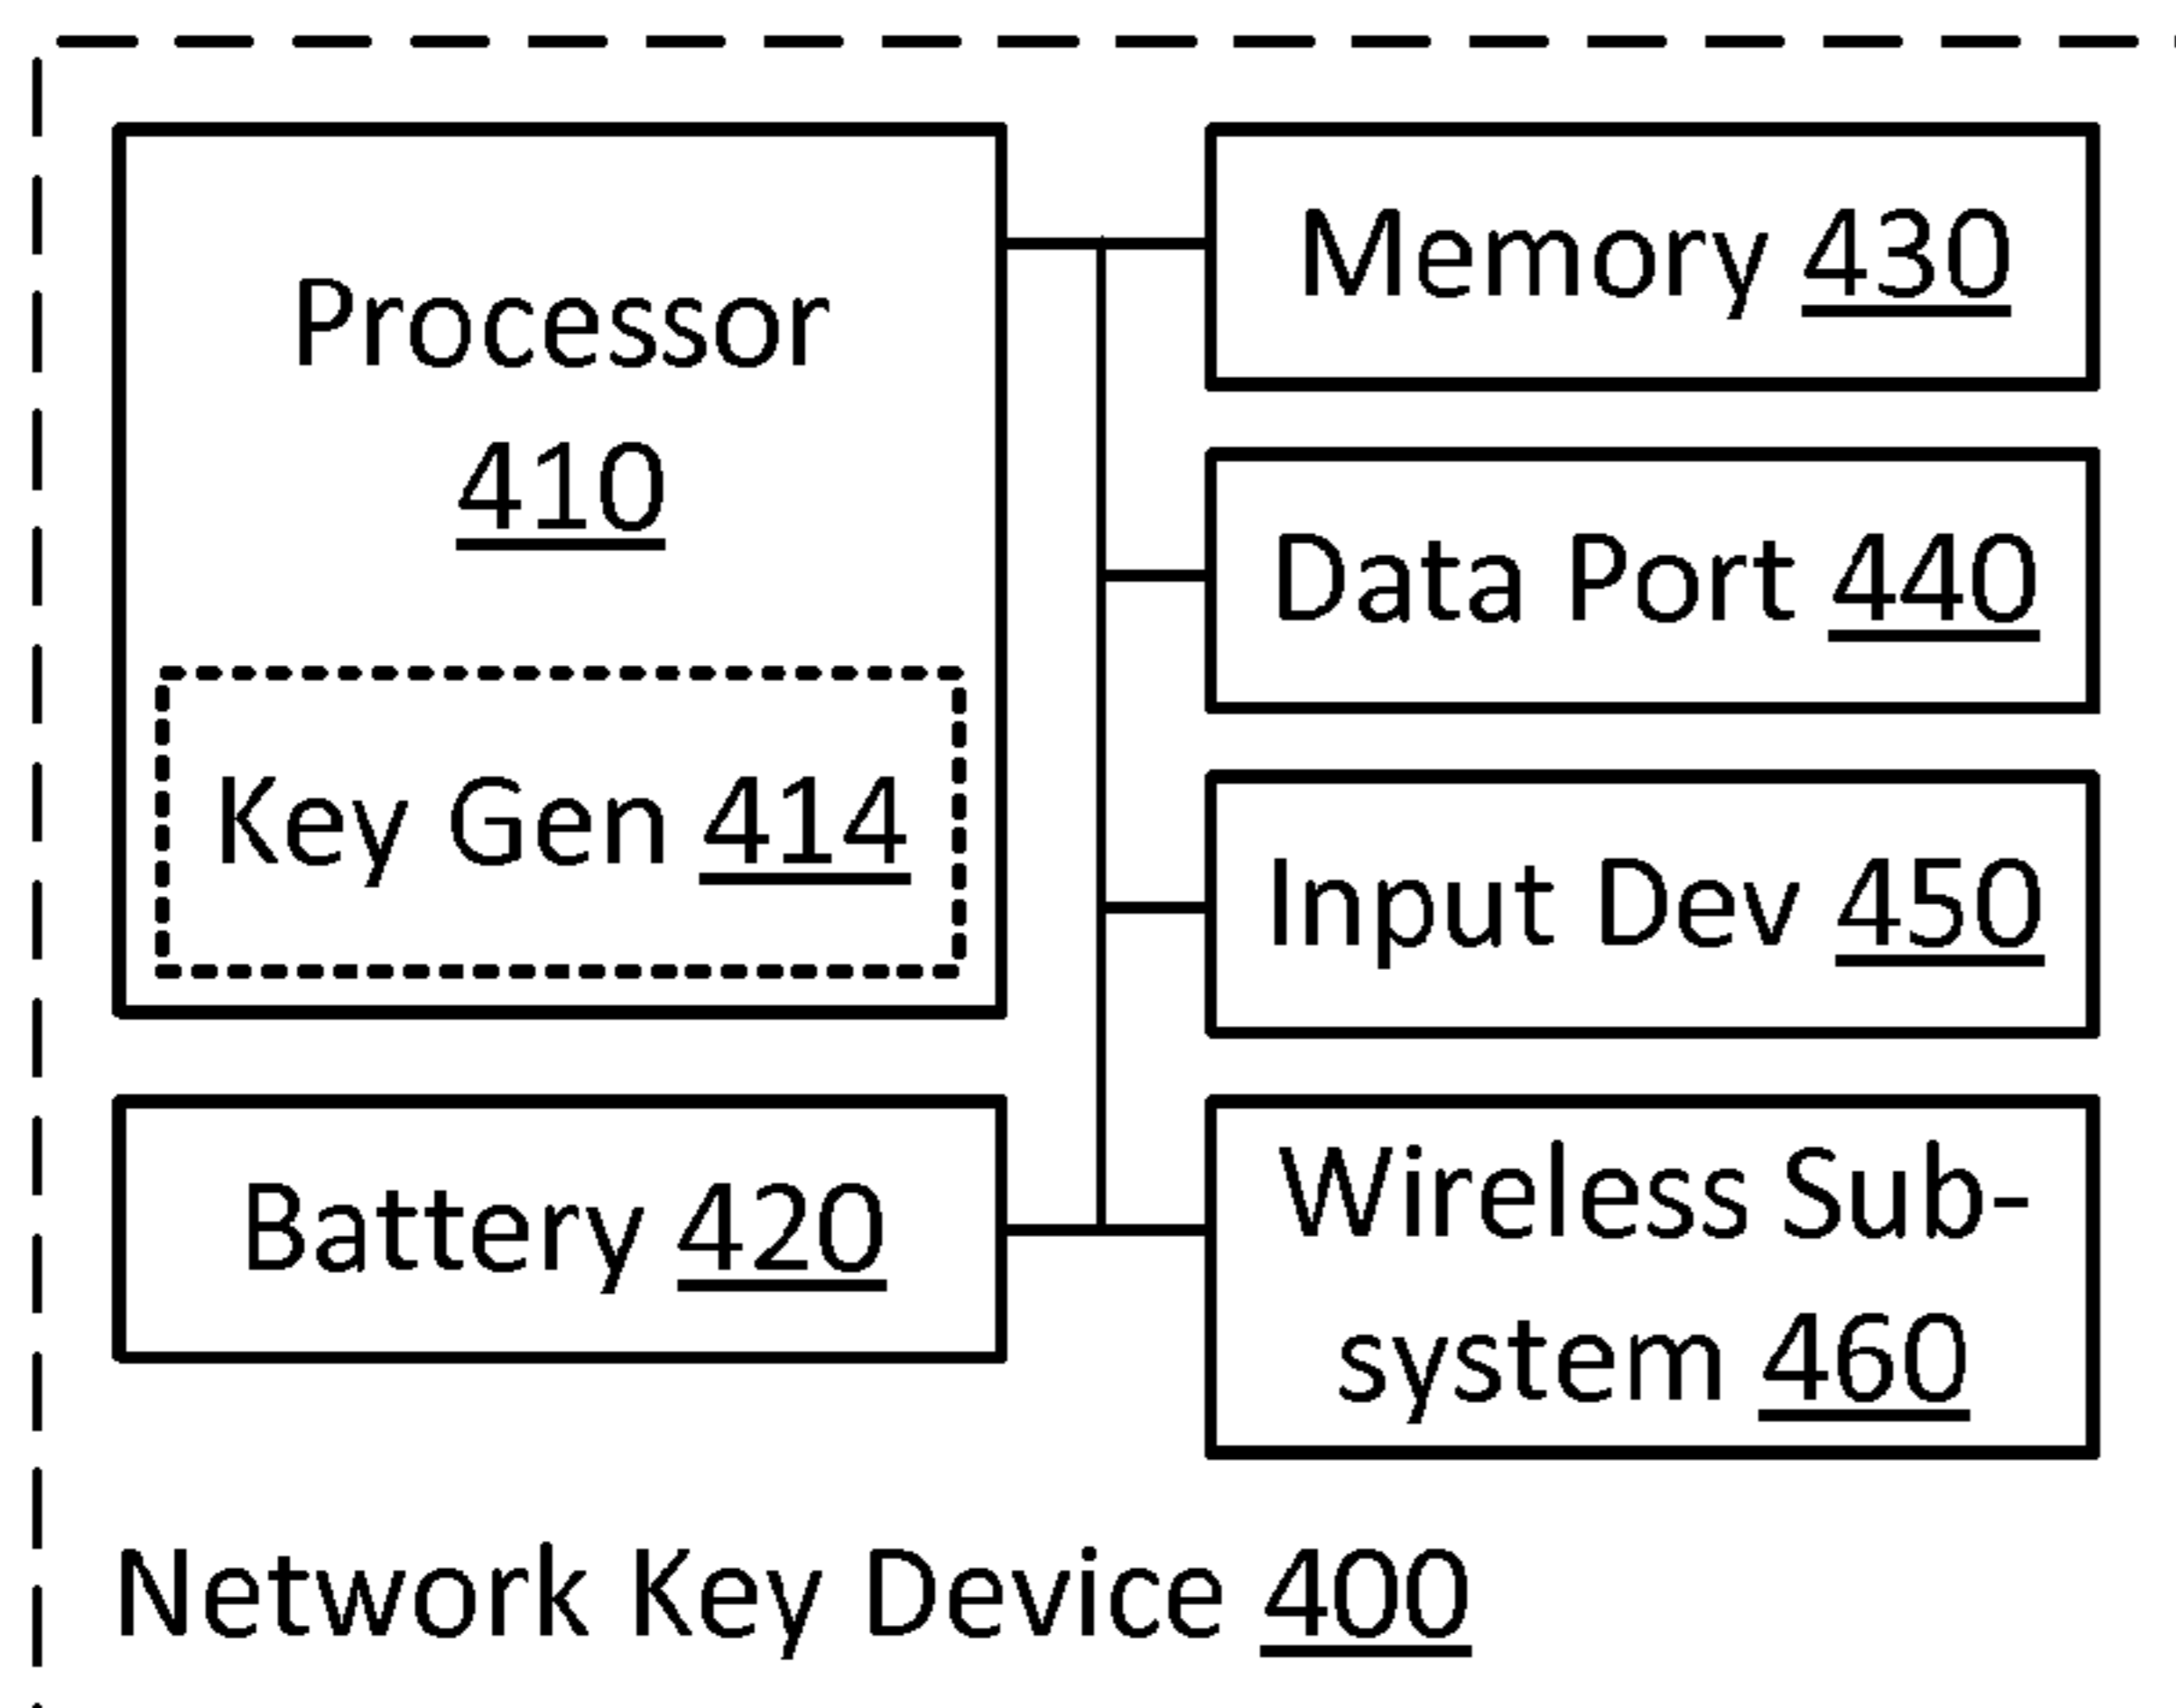 Processor
410
Key Gen 414
Battery 420
Memory 430
Data Port 440
Input Dev 450
Wireless Sub-
system 460
Network Key Device 400